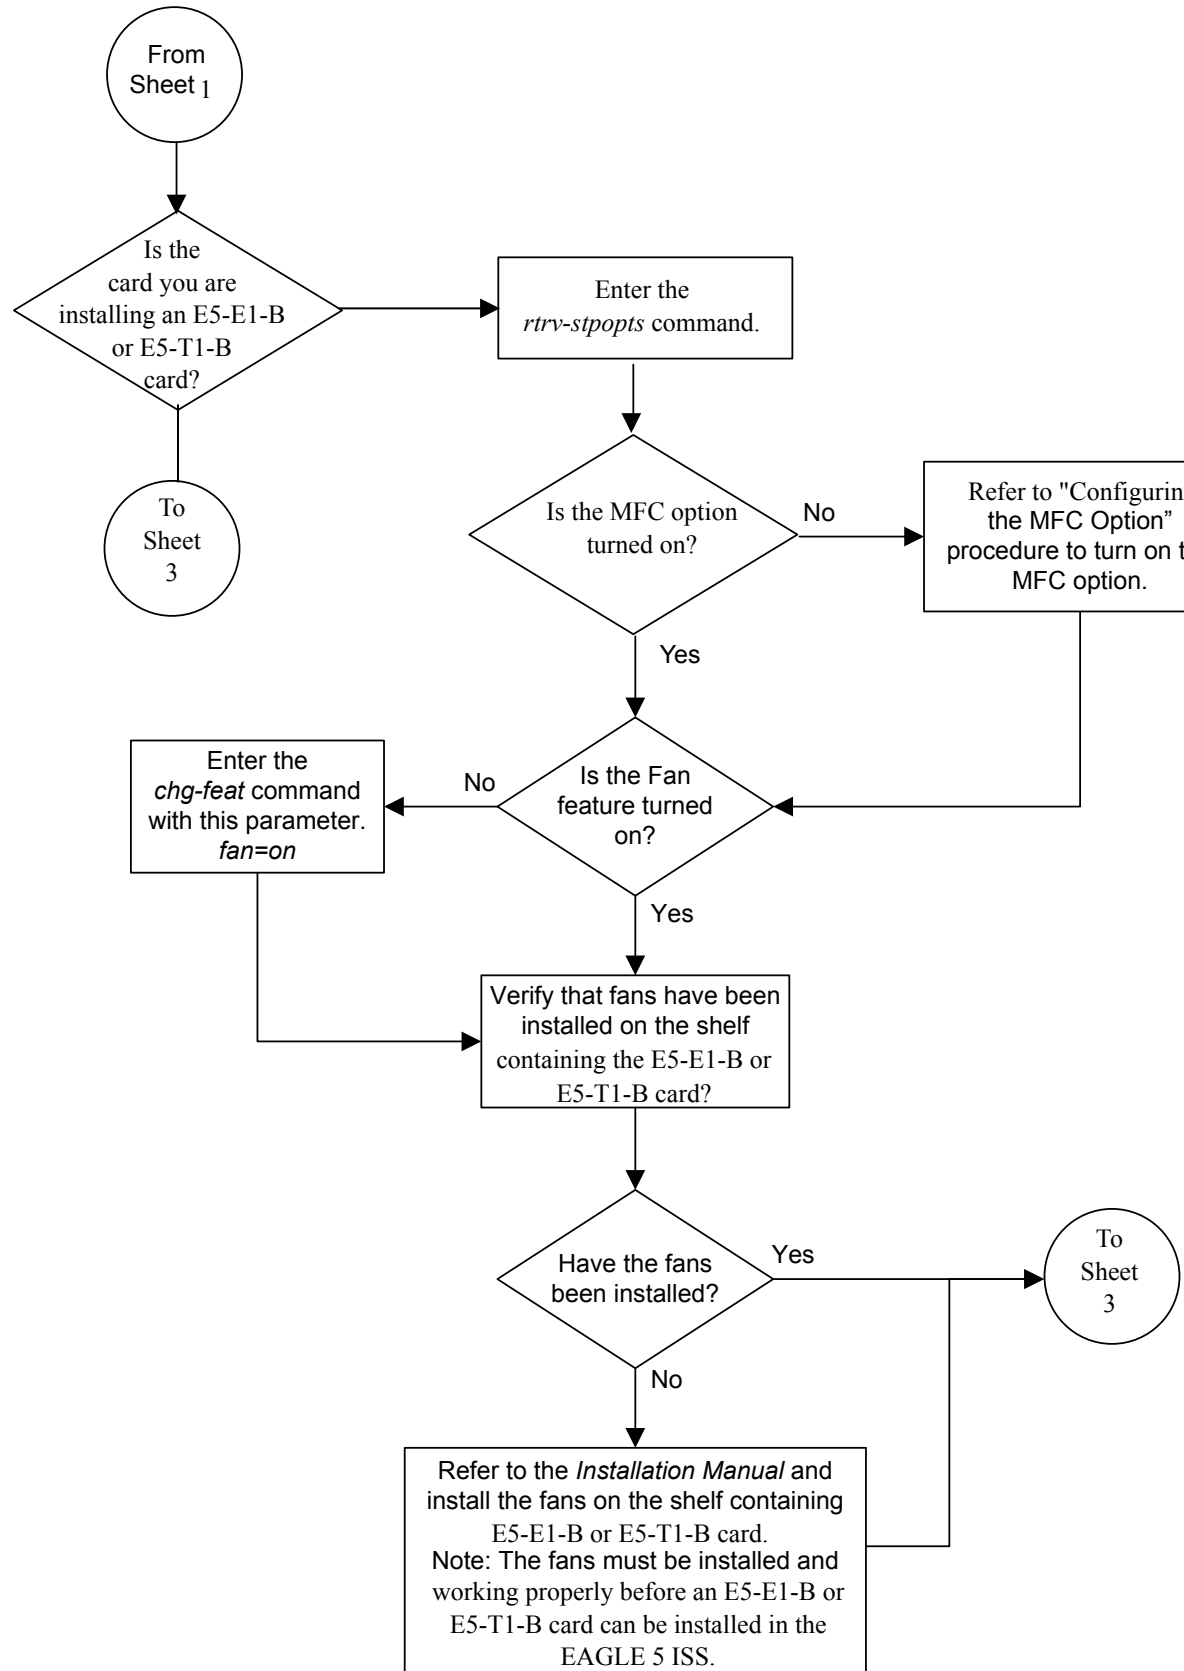 From
Sheet 1
Is the
card you are
installing an E5-E1-B
or E5-T1-B
card?
Enter the
rtrv-stpopts command.
To
Sheet
3
Is the MFC option
turned on?
No
Refer to "Configurin
the MFC Option”
procedure to turn on t
MFC option.
Yes
Enter the
chg-feat command
with this parameter.
fan=on
No
Is the Fan
feature turned
on?
Yes
Verify that fans have been
installed on the shelf
containing the E5-E1-B or
E5-T1-B card?
Have the fans
been installed?
Yes
To
Sheet
3
No
Refer to the Installation Manual and
install the fans on the shelf containing
E5-E1-B or E5-T1-B card.
Note: The fans must be installed and
working properly before an E5-E1-B or
E5-T1-B card can be installed in the
EAGLE 5 ISS.